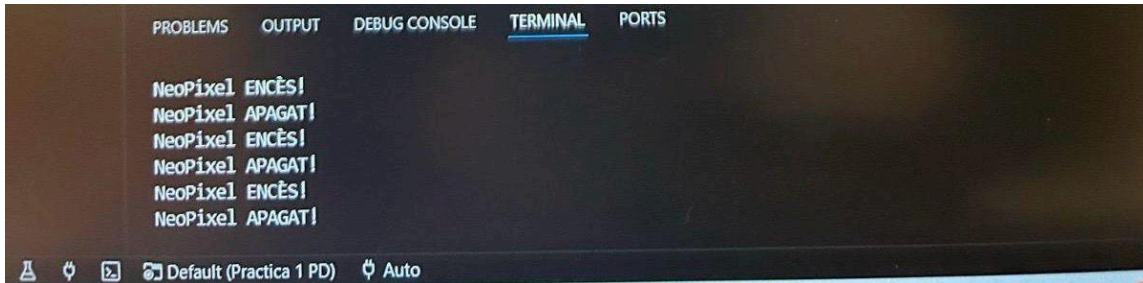 PROBLEMS OUTPUT DEBUG CONSOLE TERMINAL PORTS
NeoPixel ENCÈS!
NeoPixel APAGAT!
NeoPixel ENCÈS!
NeoPixel APAGAT!
NeoPixel ENCÈS!
NeoPixel APAGAT!
Default (Practica 1 PD) Auto